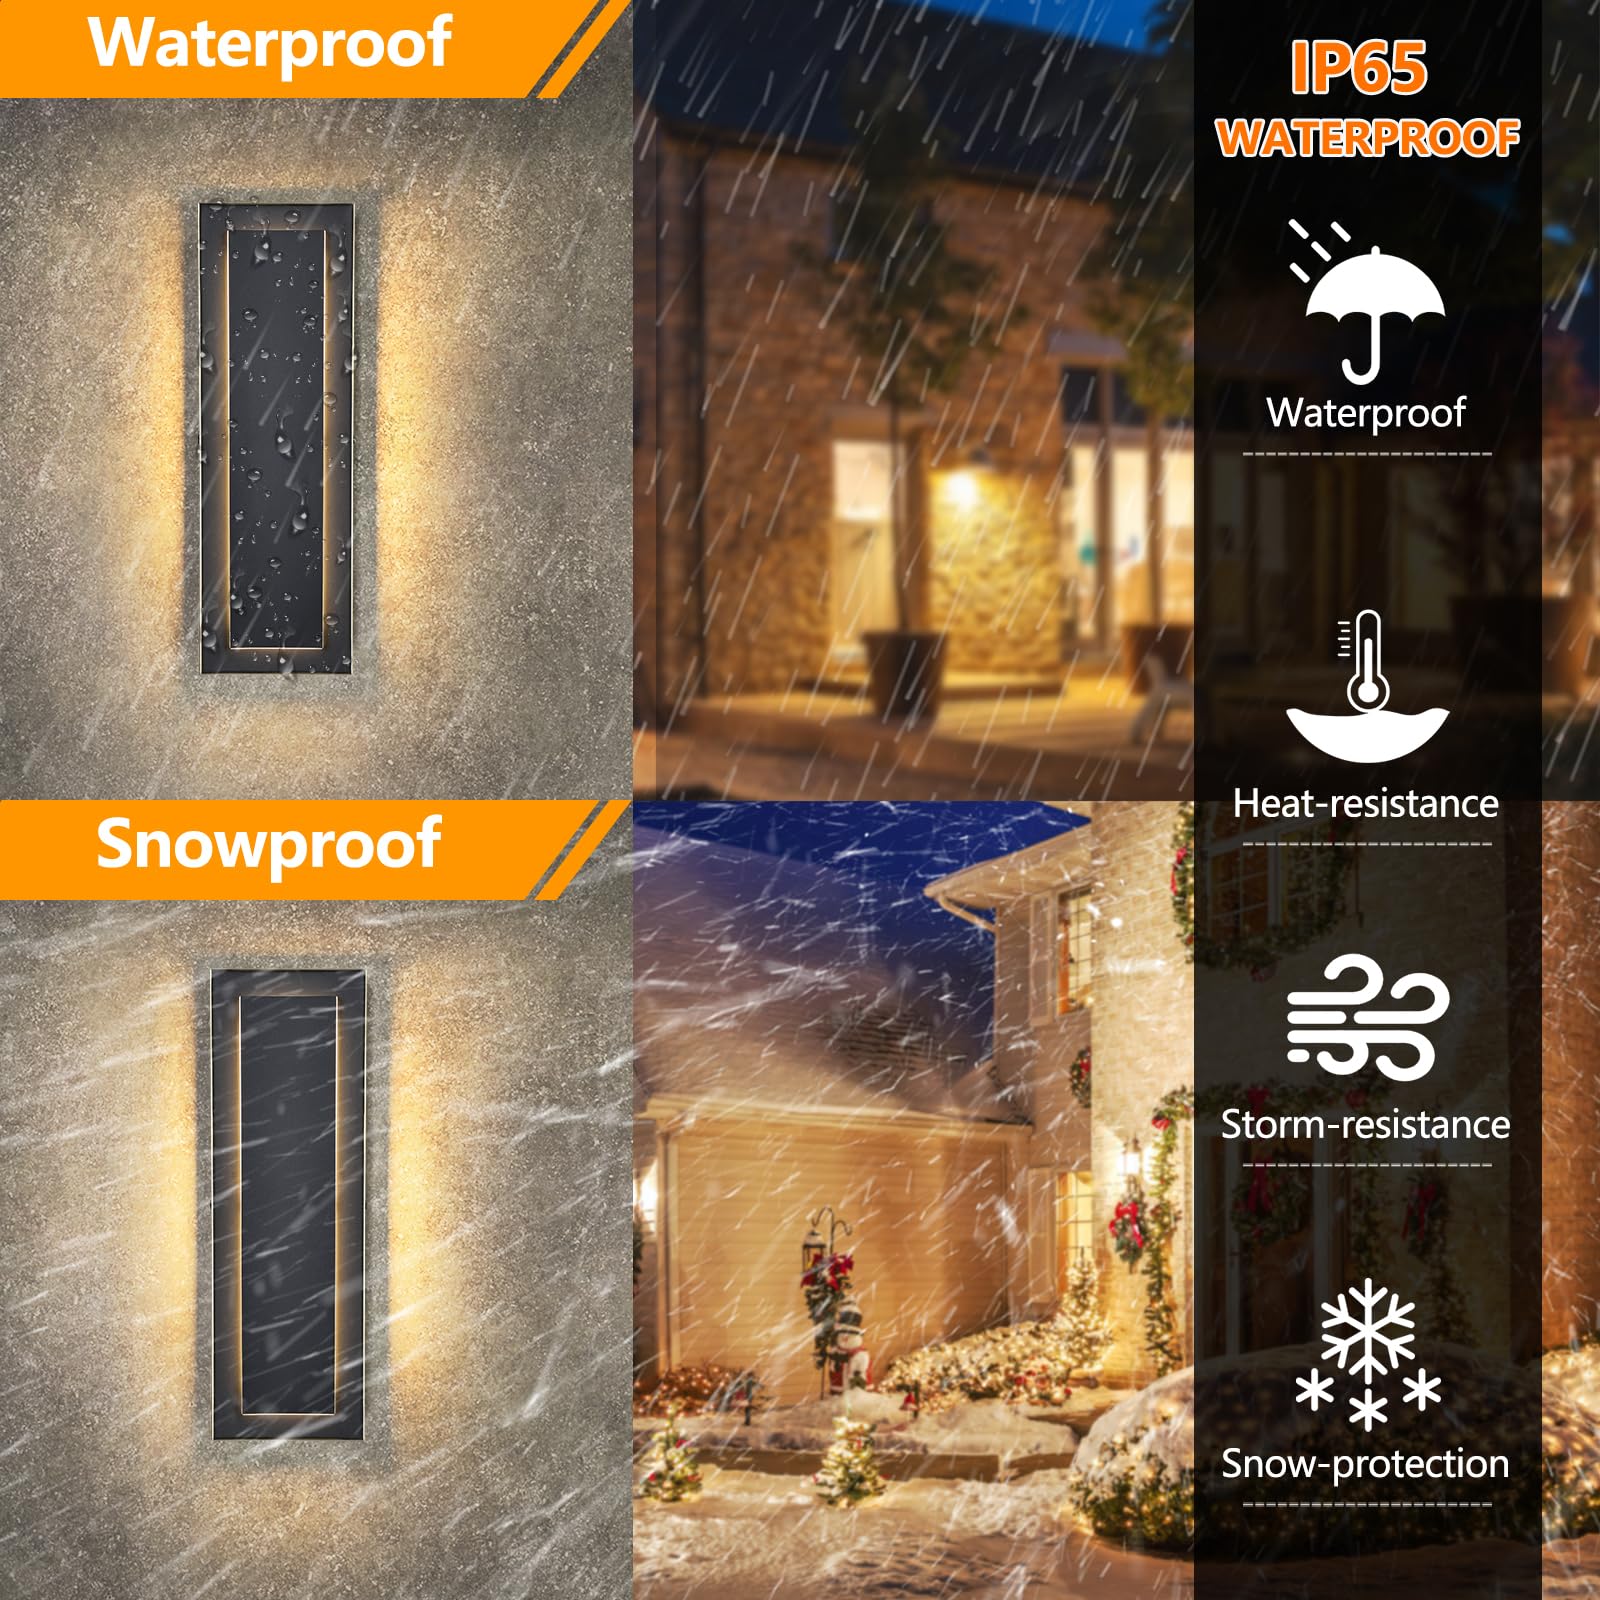 Waterproof
Snowproof
IP65
WATERPROOF
Waterproof
Heat-resistance
Storm-resistance
Snow-protection